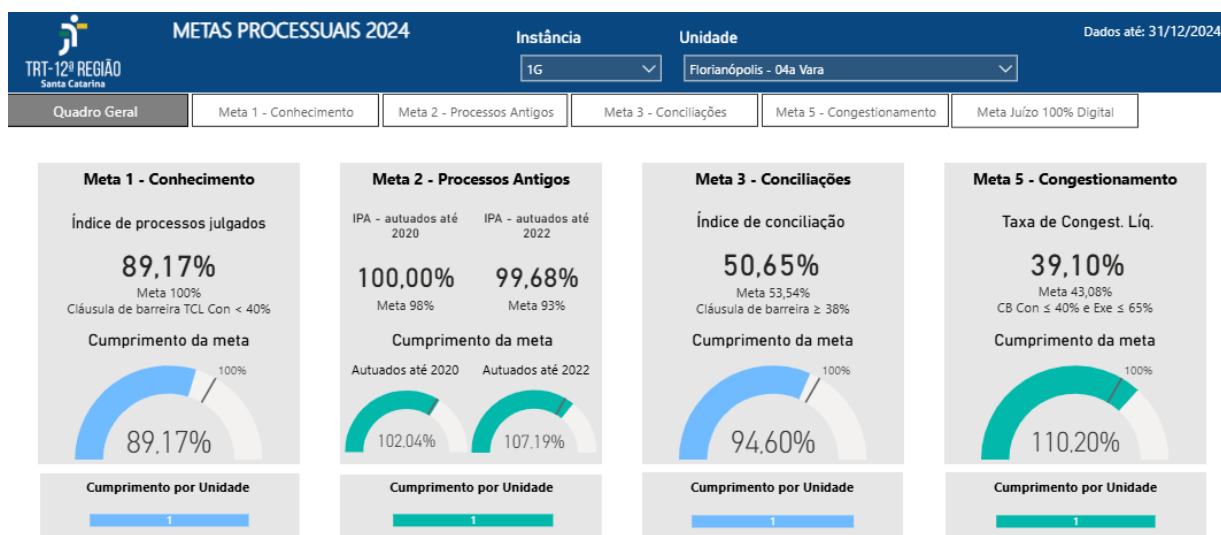 METAS PROCESSUAIS 2024
Instância
Unidade
Dados até: 31/12/2024
TRT-12ª REGIÃO
Santa Catarina
1G
Florianópolis - 04a Vara
Quadro Geral
Meta 1 - Conhecimento
Meta 2 - Processos Antigos
Meta 3 - Conciliações
Meta 5 - Congestionamento
Meta Juízo 100% Digital
Meta 1 - Conhecimento
Índice de processos julgados
89,17%
Meta 100%
Cláusula de barreira TCL Con < 40%
Cumprimento da meta
100%
89,17%
Cumprimento por Unidade
1
Meta 2 - Processos Antigos
IPA - autuados até
2020
IPA - autuados até
2022
100,00%
99,68%
Meta 98%
Meta 93%
Cumprimento da meta
Autuados até 2020
Autuados até 2022
102,04%
107,19%
Cumprimento por Unidade
1
Meta 3 - Conciliações
Índice de conciliação
50,65%
Meta 53,54%
Cláusula de barreira ≥ 38%
Cumprimento da meta
100%
94,60%
Cumprimento por Unidade
1
Meta 5 - Congestionamento
Taxa de Congest. Líq.
39,10%
Meta 43,08%
CB Con ≤ 40% e Exe ≤ 65%
Cumprimento da meta
100%
110,20%
Cumprimento por Unidade
1